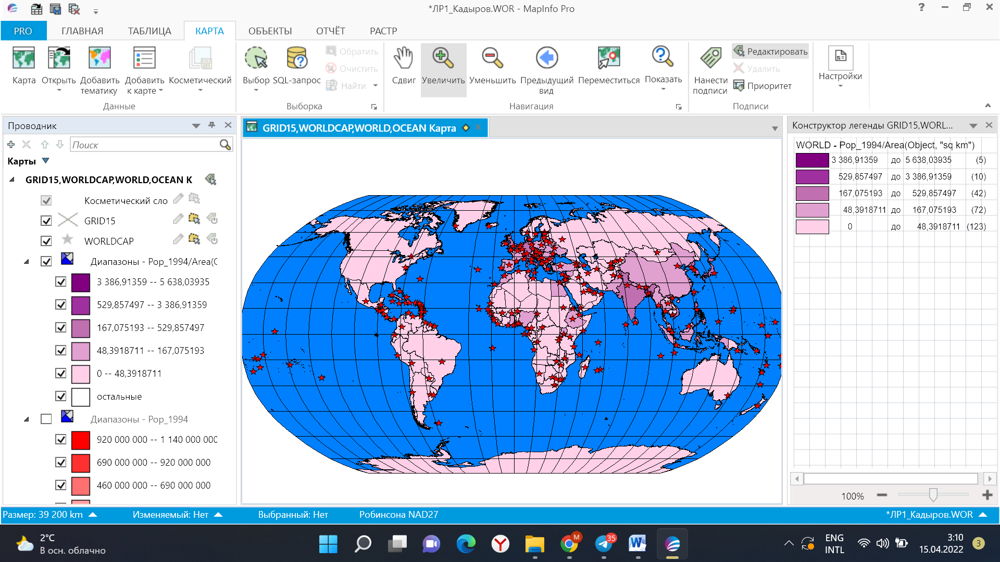 *ЛР1_Кадыров.WOR - MapInfo Pro
PRO ГЛАВНАЯ ТАБЛИЦА КАРТА ОБЪЕКТЫ ОТЧЁТ РАСТР
Карта
Открыть
Добавить тематику
Добавить к карте
Косметический
Данные
Выбор
SQL-запрос
Обратить
Очистить
Найти
Выборка
Сдвиг
Увеличить
Уменьшить
Предыдущий вид
Переместиться
Показать
Навигация
Нанести подписи
Редактировать
Удалить
Приоритет
Подписи
Настройки
Проводник
Поиск
Карты
GRID15,WORLDCAP,WORLD,OCEAN К
Косметический сло
GRID15
WORLDCAP
Диапазоны - Pop_1994/Area(O
3 386,91359 -- 5 638,03935
529,857497 -- 3 386,91359
167,075193 -- 529,857497
48,3918711 -- 167,075193
0 -- 48,3918711
остальные
Диапазоны - Pop_1994
920 000 000 -- 1 140 000 000
690 000 000 -- 920 000 000
460 000 000 -- 690 000 000
GRID15,WORLDCAP,WORLD,OCEAN Карта
Конструктор легенды GRID15,WORL...
WORLD - Pop_1994/Area(Object, "sq km")
3 386,91359 до 5 638,03935 (5)
529,857497 до 3 386,91359 (10)
167,075193 до 529,857497 (42)
48,3918711 до 167,075193 (72)
0 до 48,3918711 (123)
100%
Размер: 39 200 km Изменяемый: Нет Выбранный: Нет Робинсона NAD27 *ЛР1_Кадыров.WOR
2°C
В осн. облачно
M
35
ENG
INTL
3:10
15.04.2022
3